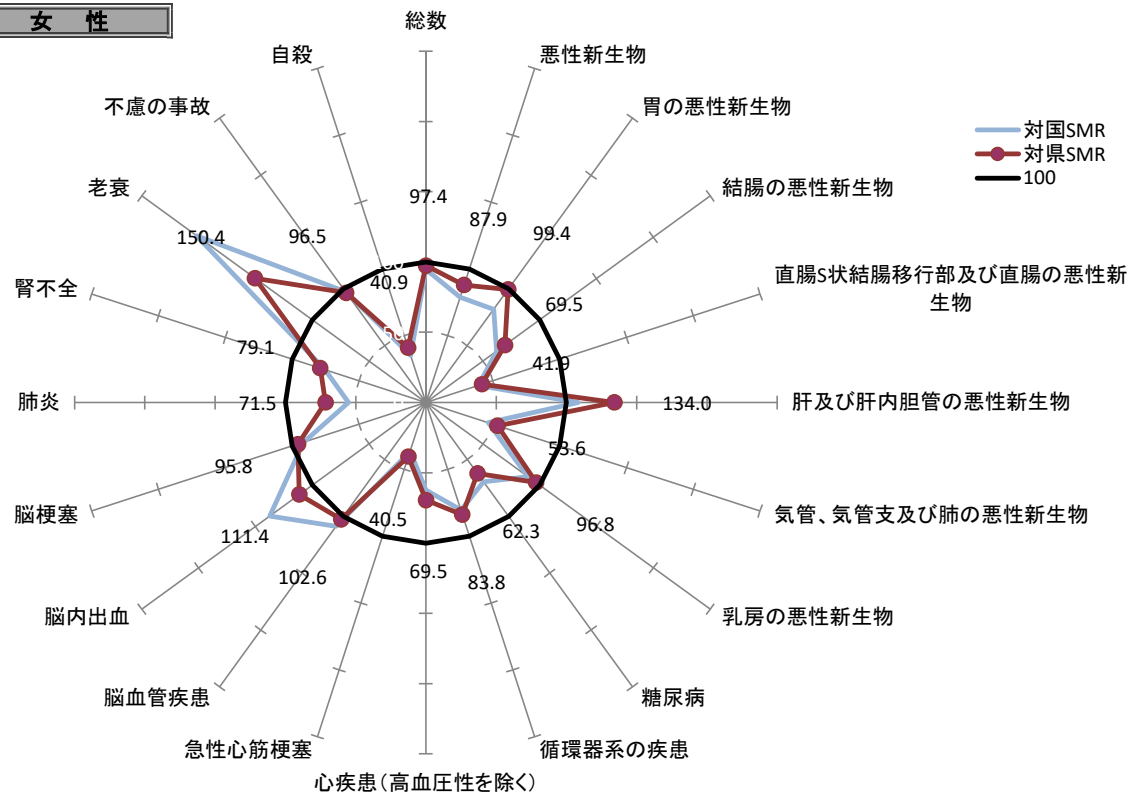 女 性
総数
悪性新生物
胃の悪性新生物
結腸の悪性新生物
直腸S状結腸移行部及び直腸の悪性新
生物
肝及び肝内胆管の悪性新生物
気管、気管支及び肺の悪性新生物
乳房の悪性新生物
糖尿病
循環器系の疾患
心疾患(高血圧性を除く)
急性心筋梗塞
脳血管疾患
脳内出血
脳梗塞
肺炎
腎不全
老衰
不慮の事故
自殺
97.4
87.9
99.4
69.5
41.9
134.0
53.6
96.8
62.3
83.8
69.5
40.5
102.6
111.4
95.8
71.5
79.1
150.4
96.5
40.9
対国SMR
対県SMR
100